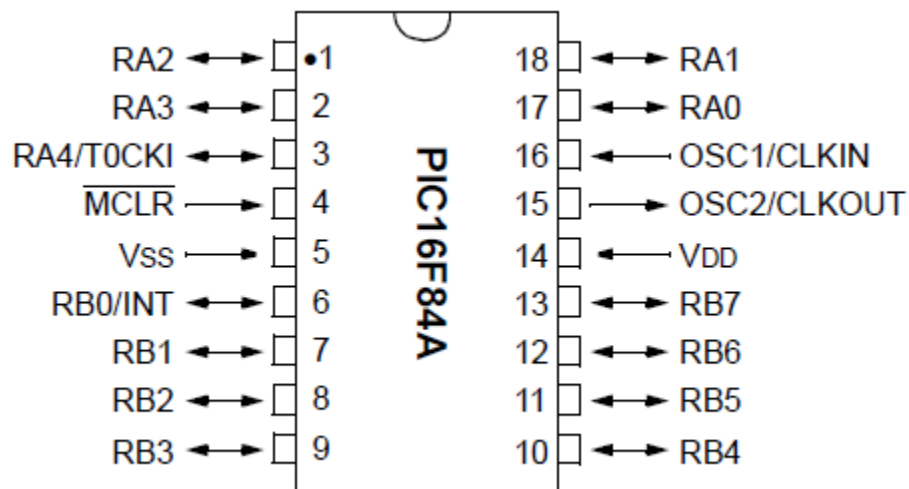 RA2 •1 18 RA1
RA3 2 17 RA0
RA4/T0CKI 3 16 OSC1/CLKIN
MCLR 4 15 OSC2/CLKOUT
VSS 5 14 VDD
RB0/INT 6 13 RB7
RB1 7 12 RB6
RB2 8 11 RB5
RB3 9 10 RB4
PIC16F84A